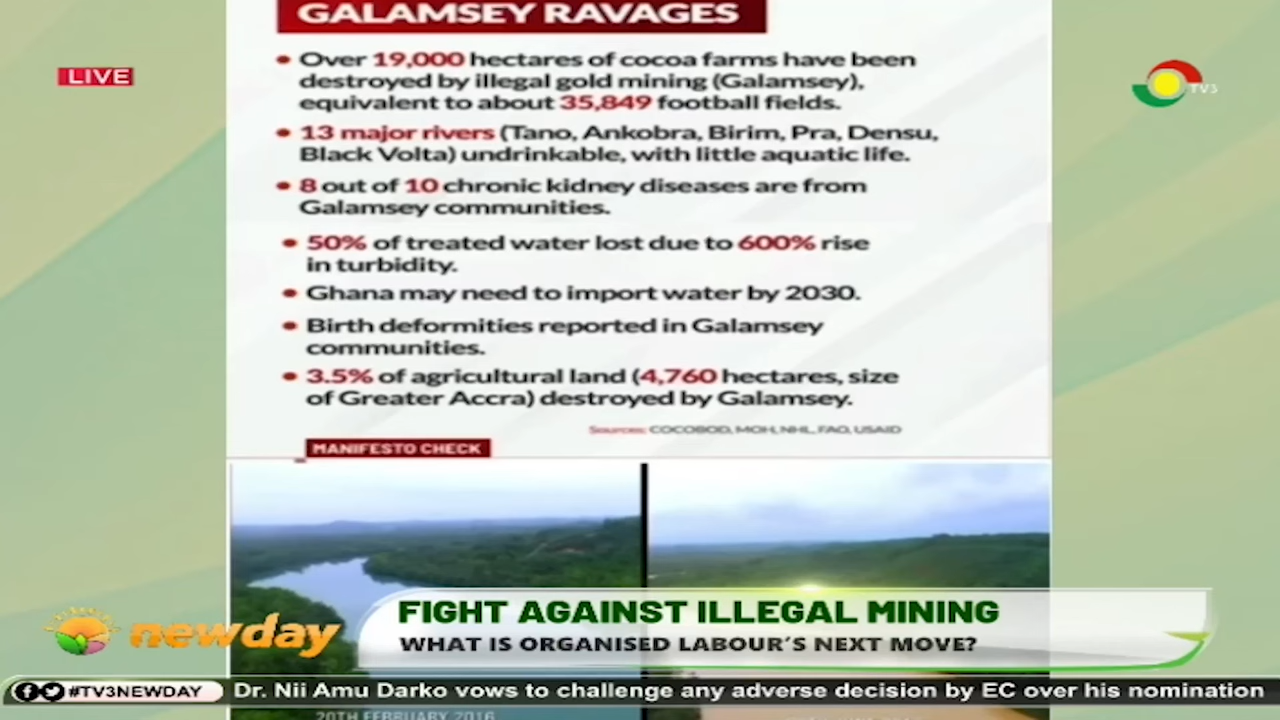 GALAMSEY RAVAGES
LIVE
TV3
• Over 19,000 hectares of cocoa farms have been
destroyed by illegal gold mining (Galamsey),
equivalent to about 35,849 football fields.
• 13 major rivers (Tano, Ankobra, Birim, Pra, Densu,
Black Volta) undrinkable, with little aquatic life.
• 8 out of 10 chronic kidney diseases are from
Galamsey communities.
• 50% of treated water lost due to 600% rise
in turbidity.
• Ghana may need to import water by 2030.
• Birth deformities reported in Galamsey
communities.
• 3.5% of agricultural land (4,760 hectares, size
of Greater Accra) destroyed by Galamsey.
Sources: COCOBOD, MOH, NHL, FAO, USAID
MANIFESTO CHECK
FIGHT AGAINST ILLEGAL MINING
newday
WHAT IS ORGANISED LABOUR'S NEXT MOVE?
#TV3NEWDAY Dr. Nii Amu Darko vows to challenge any adverse decision by EC over his nomination
20TH FEBRUARY 2016